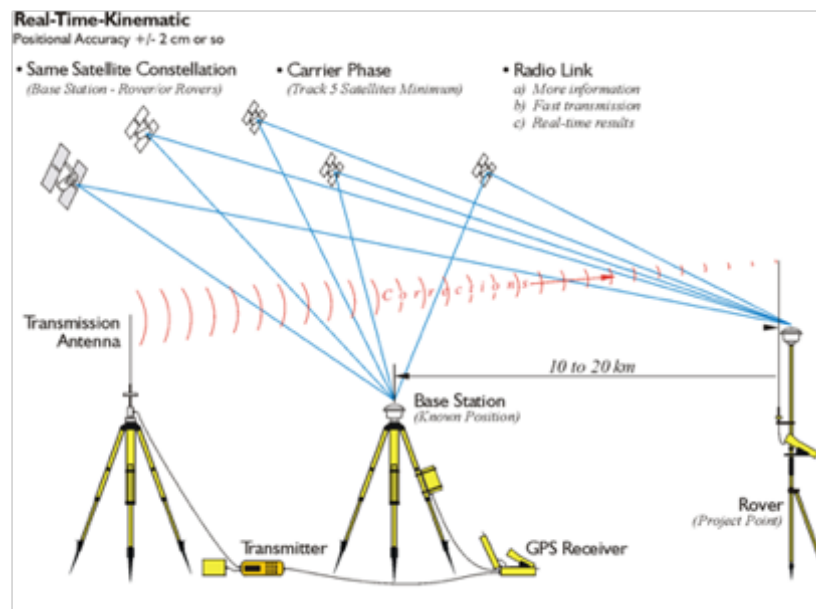 Real-Time-Kinematic
Positional Accuracy +/- 2 cm or so
• Same Satellite Constellation
(Base Station - Rover/or Rovers)
• Carrier Phase
(Track 5 Satellites Minimum)
• Radio Link
a) More information
b) Fast transmission
c) Real-time results
Corrections
Transmission
Antenna
10 to 20 km
Base Station
(Known Position)
Rover
(Project Point)
Transmitter
GPS Receiver